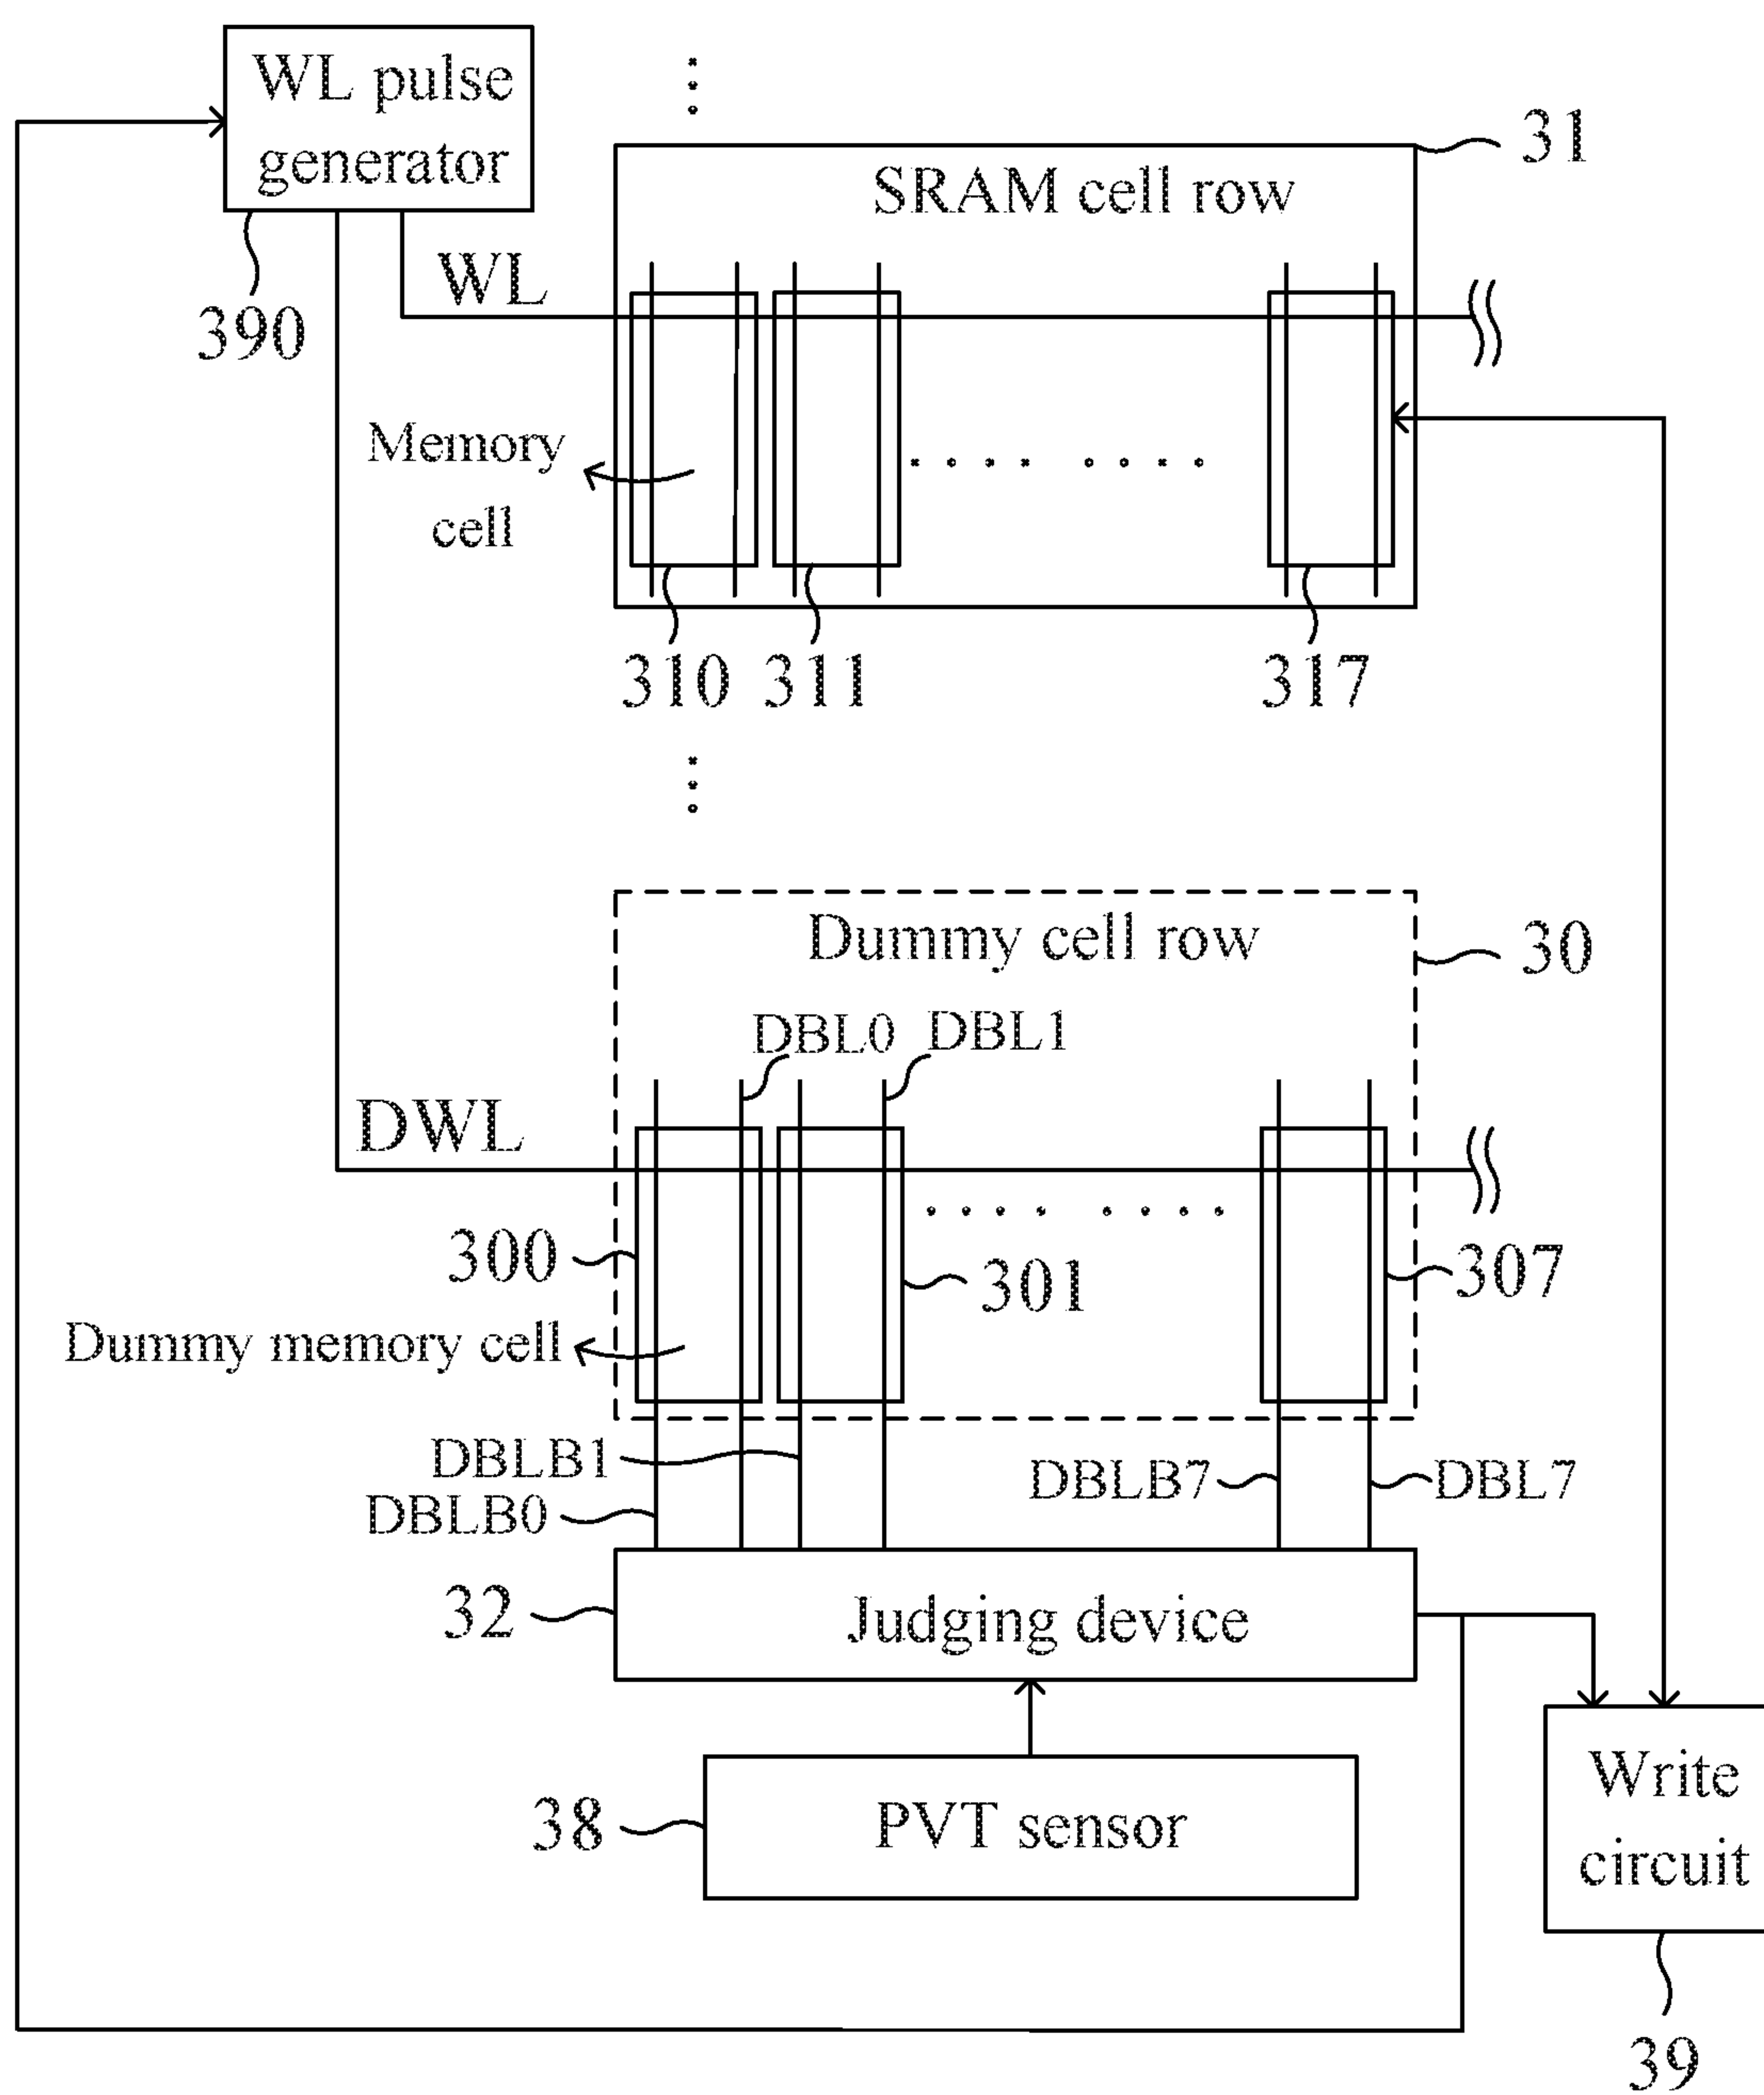 WL pulse
generator
31
SRAM cell row
WL
390
Memory
cell
310
311
317
Dummy cell row
30
DBL0
DBL1
DWL
300
301
307
Dummy memory cell
DBLB1
DBLB7
DBL7
DBLB0
32
Judging device
Write
circuit
38
PVT sensor
39